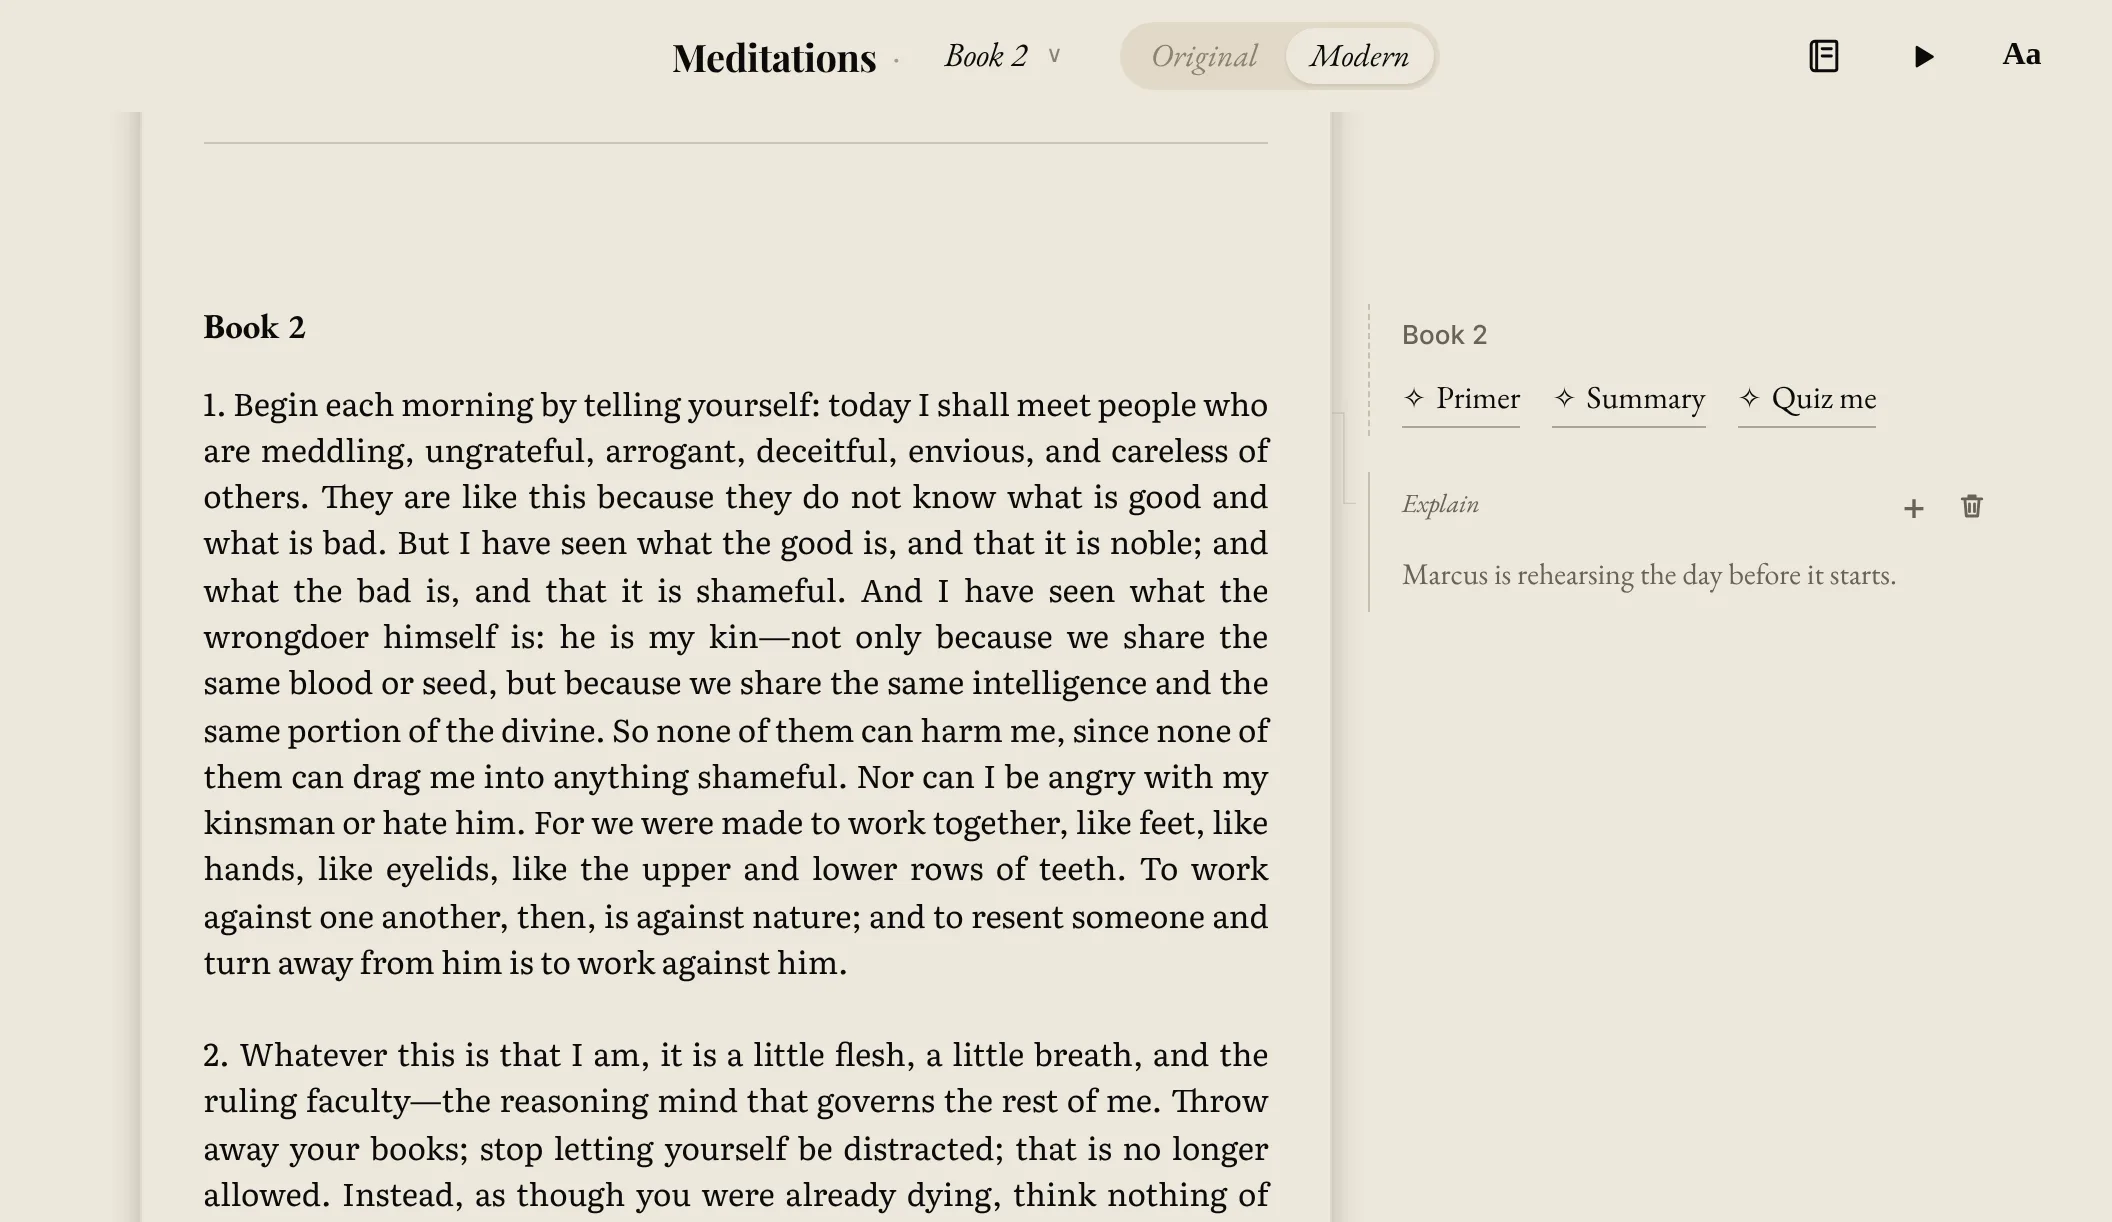 Meditations · Book 2 ∨ Original Modern Aa
Book 2
1. Begin each morning by telling yourself: today I shall meet people who
are meddling, ungrateful, arrogant, deceitful, envious, and careless of
others. They are like this because they do not know what is good and
what is bad. But I have seen what the good is, and that it is noble; and
what the bad is, and that it is shameful. And I have seen what the
wrongdoer himself is: he is my kin—not only because we share the
same blood or seed, but because we share the same intelligence and the
same portion of the divine. So none of them can harm me, since none of
them can drag me into anything shameful. Nor can I be angry with my
kinsman or hate him. For we were made to work together, like feet, like
hands, like eyelids, like the upper and lower rows of teeth. To work
against one another, then, is against nature; and to resent someone and
turn away from him is to work against him.
2. Whatever this is that I am, it is a little flesh, a little breath, and the
ruling faculty—the reasoning mind that governs the rest of me. Throw
away your books; stop letting yourself be distracted; that is no longer
allowed. Instead, as though you were already dying, think nothing of
Book 2
✧ Primer ✧ Summary ✧ Quiz me
Explain +
Marcus is rehearsing the day before it starts.